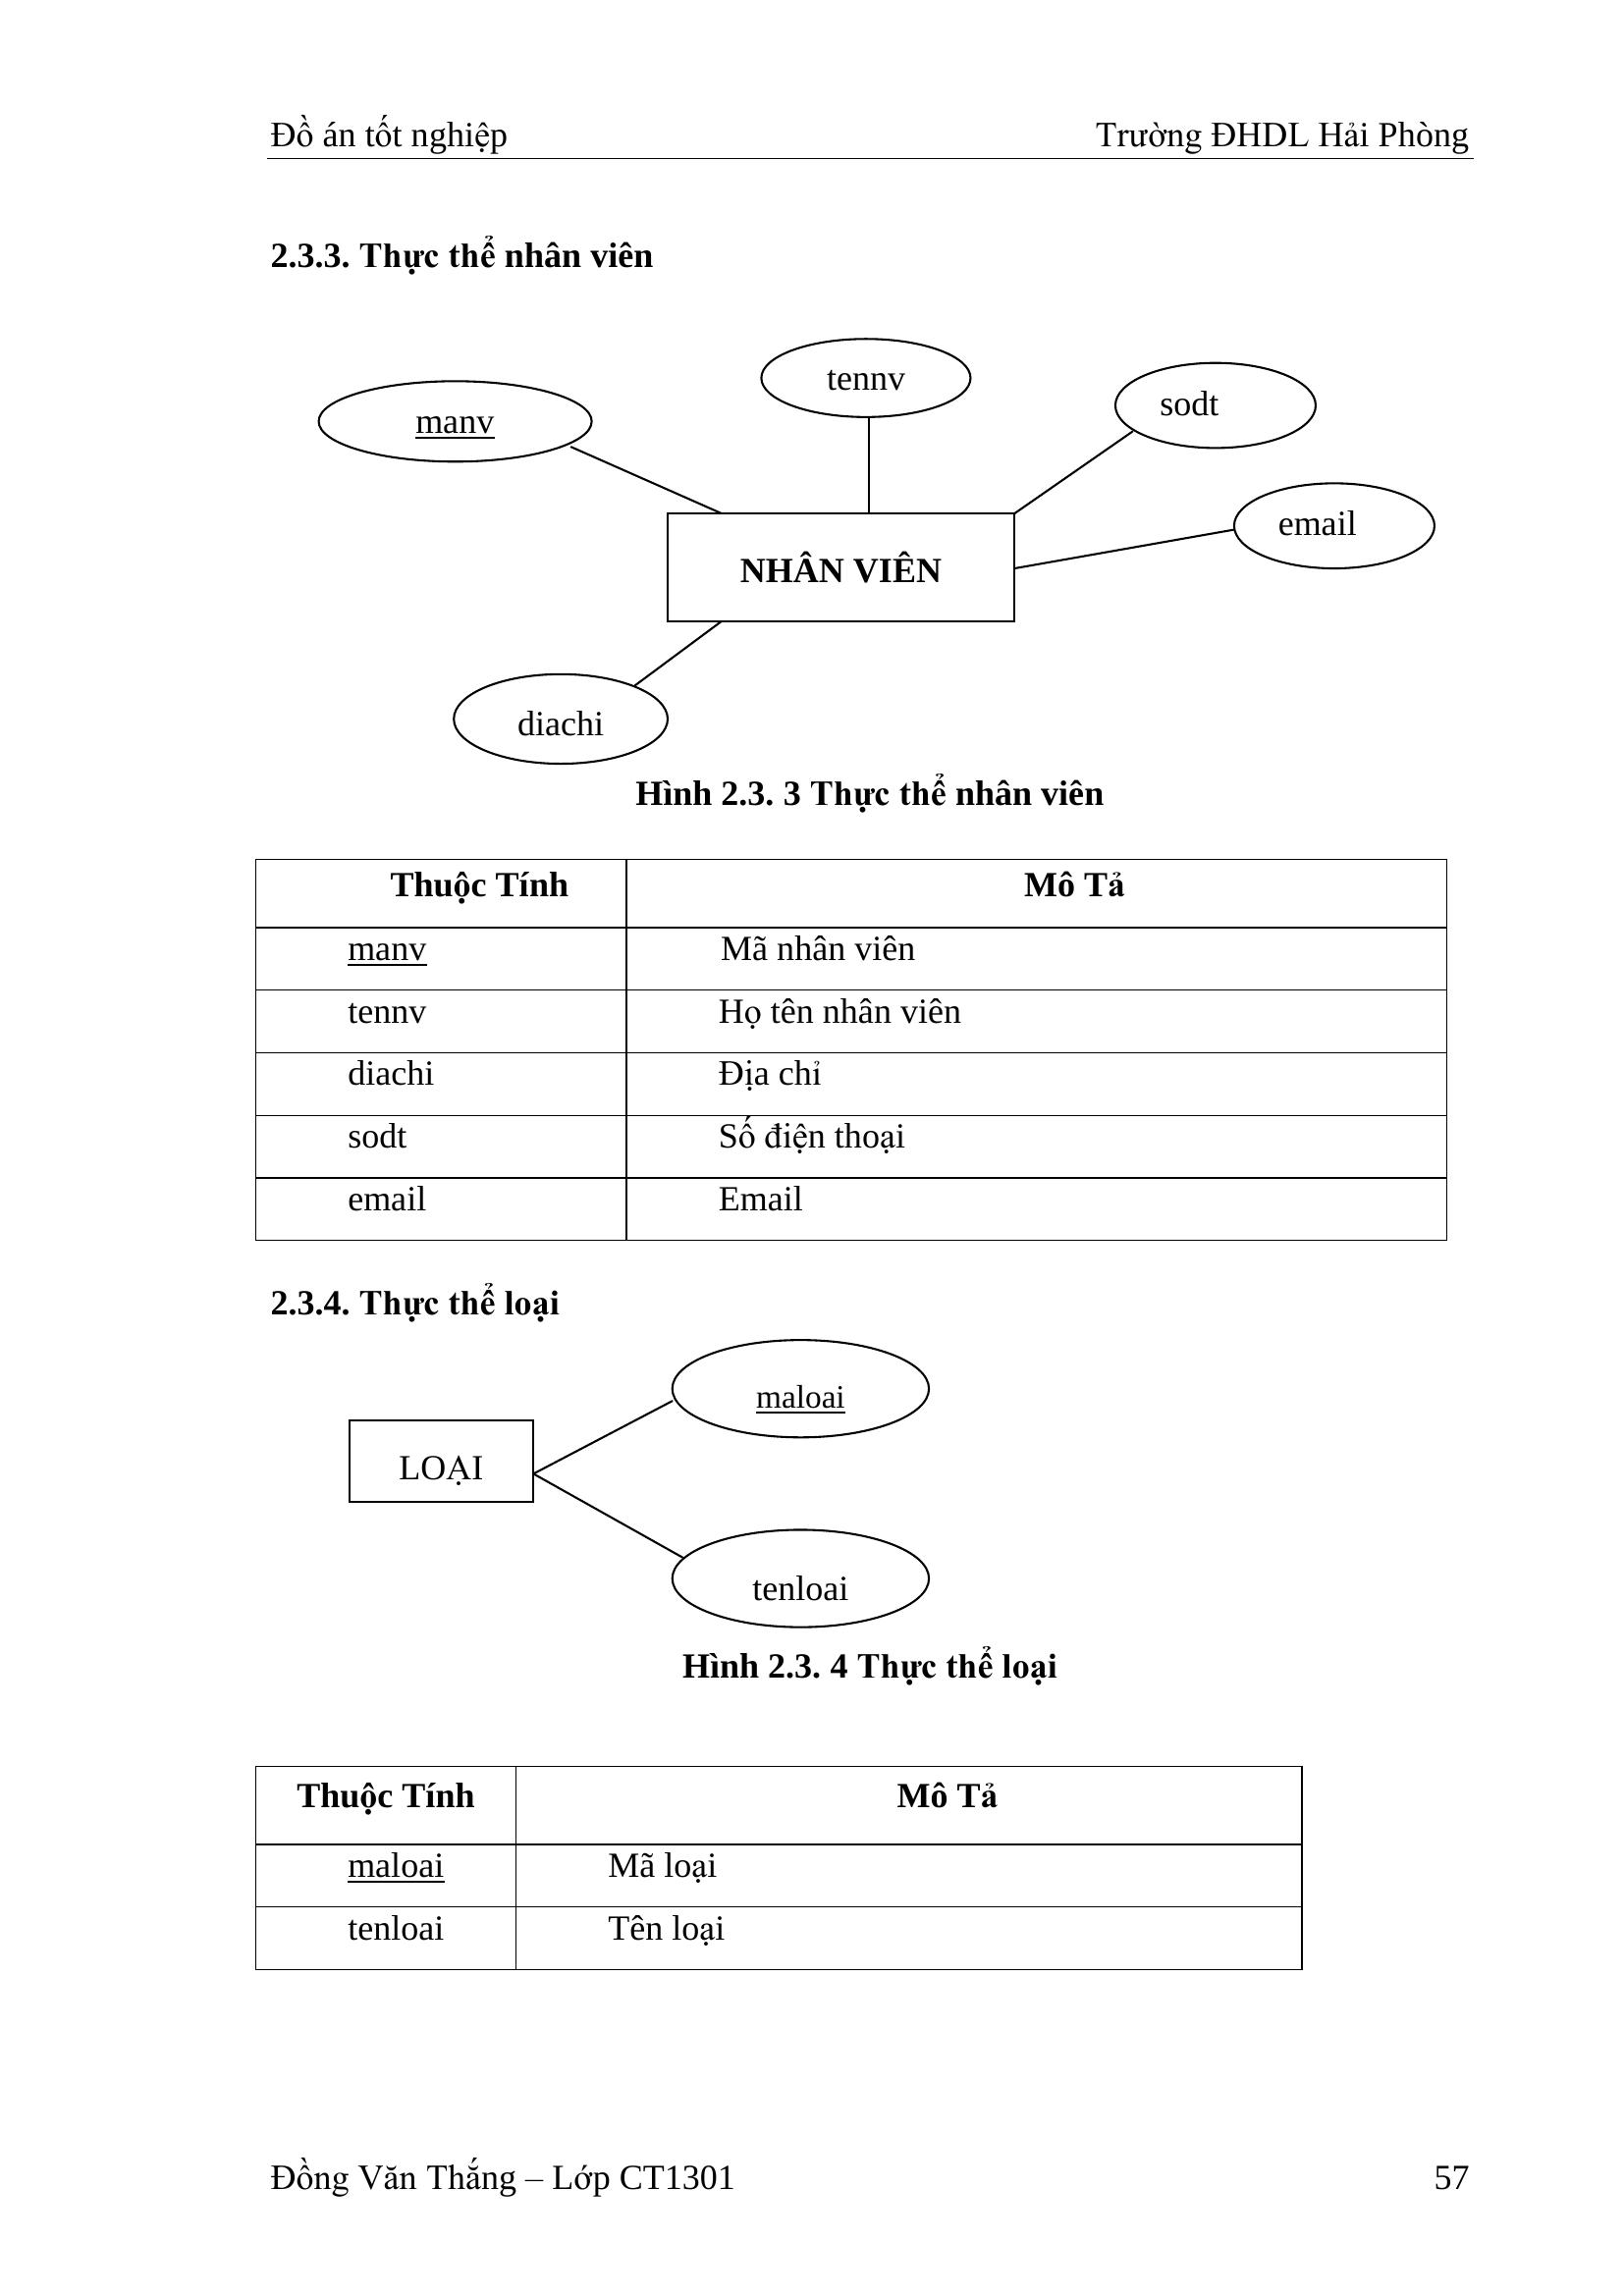 Đồ án tốt nghiệp Trường ĐHDL Hải Phòng
2.3.3. Thực thể nhân viên
tennv
sodt
manv
email
NHÂN VIÊN
diachi
Hình 2.3. 3 Thực thể nhân viên
Thuộc Tính Mô Tả
manv Mã nhân viên
tennv Họ tên nhân viên
diachi Địa chỉ
sodt Số điện thoại
email Email
2.3.4. Thực thể loại
maloai
LOẠI
tenloai
Hình 2.3. 4 Thực thể loại
Thuộc Tính Mô Tả
maloai Mã loại
tenloai Tên loại
Đồng Văn Thắng – Lớp CT1301 57